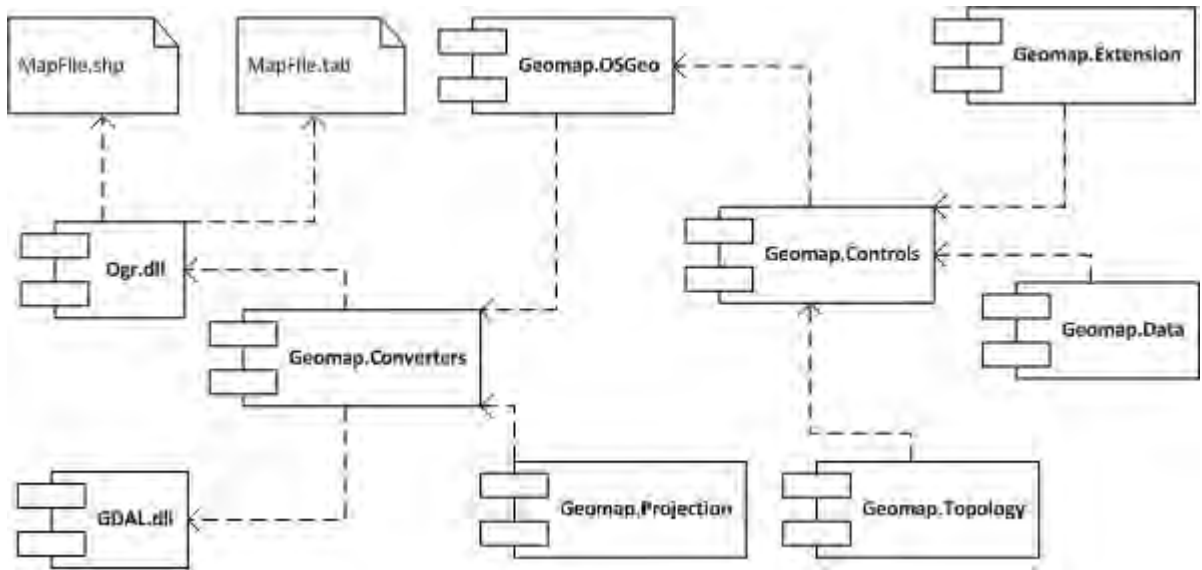 MapFile.shp
MapFile.tab
Geomap.OSGeo
Geomap.Extension
Ogr.dll
Geomap.Controls
Geomap.Converters
Geomap.Data
GDAL.dll
Geomap.Projection
Geomap.Topology